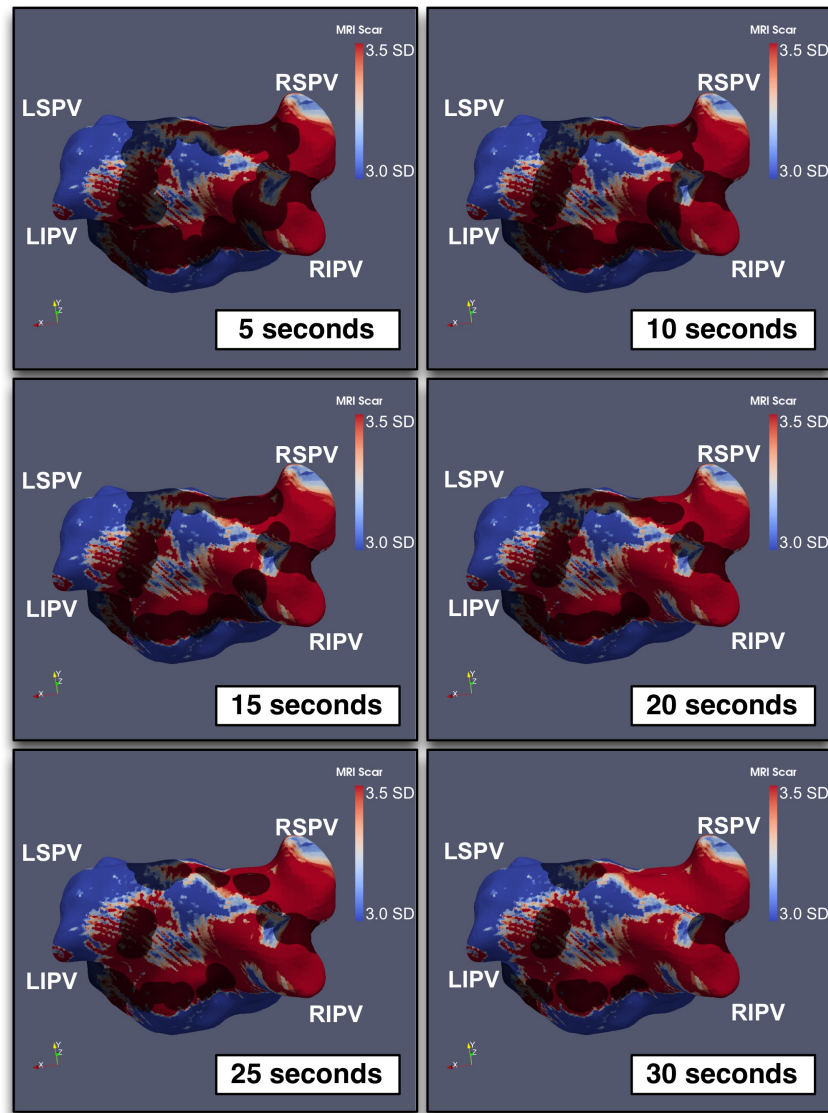 MRI Scar
3.5 SD
RSPV
LSPV
3.0 SD
LIPV
RIPV
Y
Z
X
5 seconds
MRI Scar
3.5 SD
RSPV
LSPV
3.0 SD
LIPV
RIPV
Y
Z
X
10 seconds
MRI Scar
3.5 SD
RSPV
LSPV
3.0 SD
LIPV
RIPV
Y
Z
X
15 seconds
MRI Scar
3.5 SD
RSPV
LSPV
3.0 SD
LIPV
RIPV
Y
Z
X
20 seconds
MRI Scar
3.5 SD
RSPV
LSPV
3.0 SD
LIPV
RIPV
Y
Z
X
25 seconds
MRI Scar
3.5 SD
RSPV
LSPV
3.0 SD
LIPV
RIPV
Y
Z
X
30 seconds